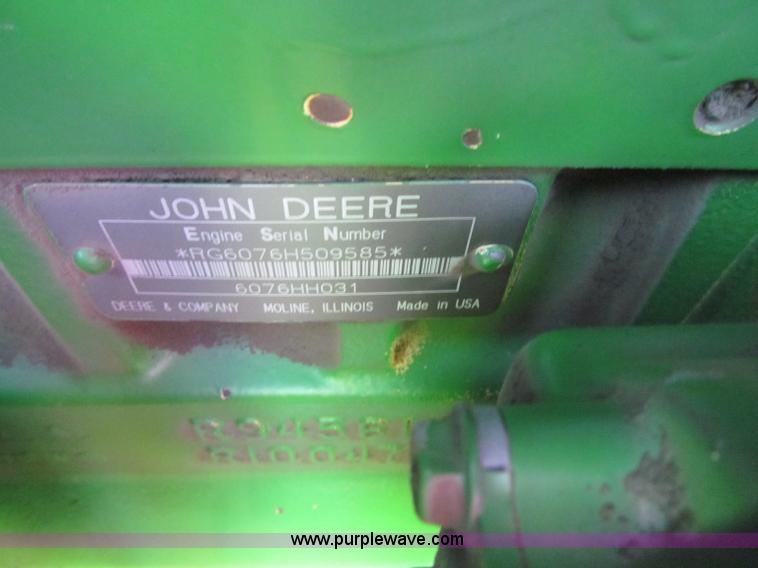 JOHN DEERE
Engine Serial Number
*RG6076H509585*
6076HH031
DEERE & COMPANY MOLINE, ILLINOIS Made in USA
www.purplewave.com